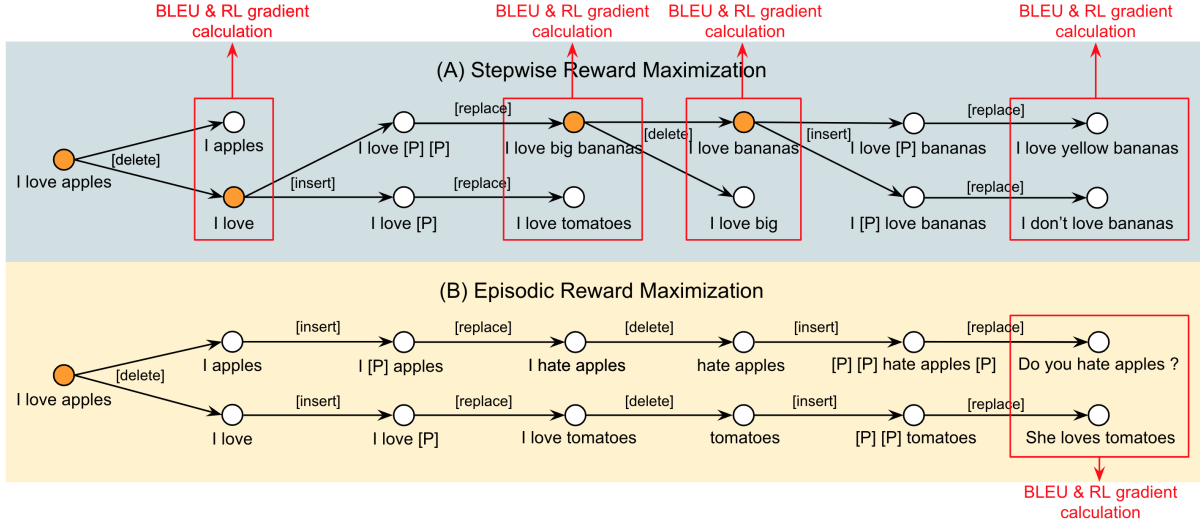 BLEU & RL gradient
calculation
BLEU & RL gradient
calculation
BLEU & RL gradient
calculation
BLEU & RL gradient
calculation
(A) Stepwise Reward Maximization
I love apples
[delete]
I apples
I love
[insert]
I love [P] [P]
I love [P]
[replace]
[replace]
I love big bananas
I love tomatoes
[delete]
I love bananas
I love big
[insert]
I love [P] bananas
I [P] love bananas
[replace]
[replace]
I love yellow bananas
I don't love bananas
(B) Episodic Reward Maximization
I love apples
[delete]
I apples
[insert]
I [P] apples
[replace]
I hate apples
[delete]
hate apples
[insert]
[P] [P] hate apples [P]
[replace]
Do you hate apples ?
I love
[insert]
I love [P]
[replace]
I love tomatoes
[delete]
tomatoes
[insert]
[P] [P] tomatoes
[replace]
She loves tomatoes
BLEU & RL gradient
calculation